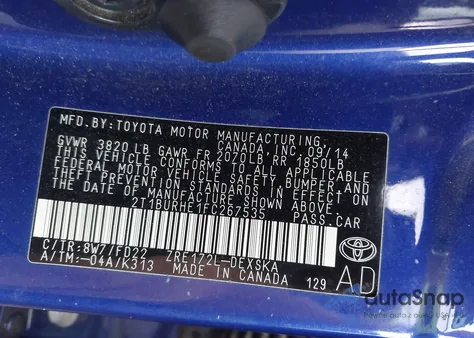 MFD.BY:TOYOTA MOTOR MANUFACTURING
CANADA INC. 09/14
GVWR 3820 LB GAWR FR 2070LB RR 1850LB
THIS VEHICLE CONFORMS TO ALL APPLICABLE
FEDERAL MOTOR VEHICLE SAFETY, BUMPER, AND
THEFT PREVENTION STANDARDS IN EFFECT ON
THE DATE OF MANUFACTURE SHOWN ABOVE.
2T1BURHE1FC267535 PASS.CAR
C/TR:8W7/FD22 ZRE172L-DEXSKA
A/TM:-04A/K313 MADE IN CANADA 129
TOYOTA
AD
AutoSnap